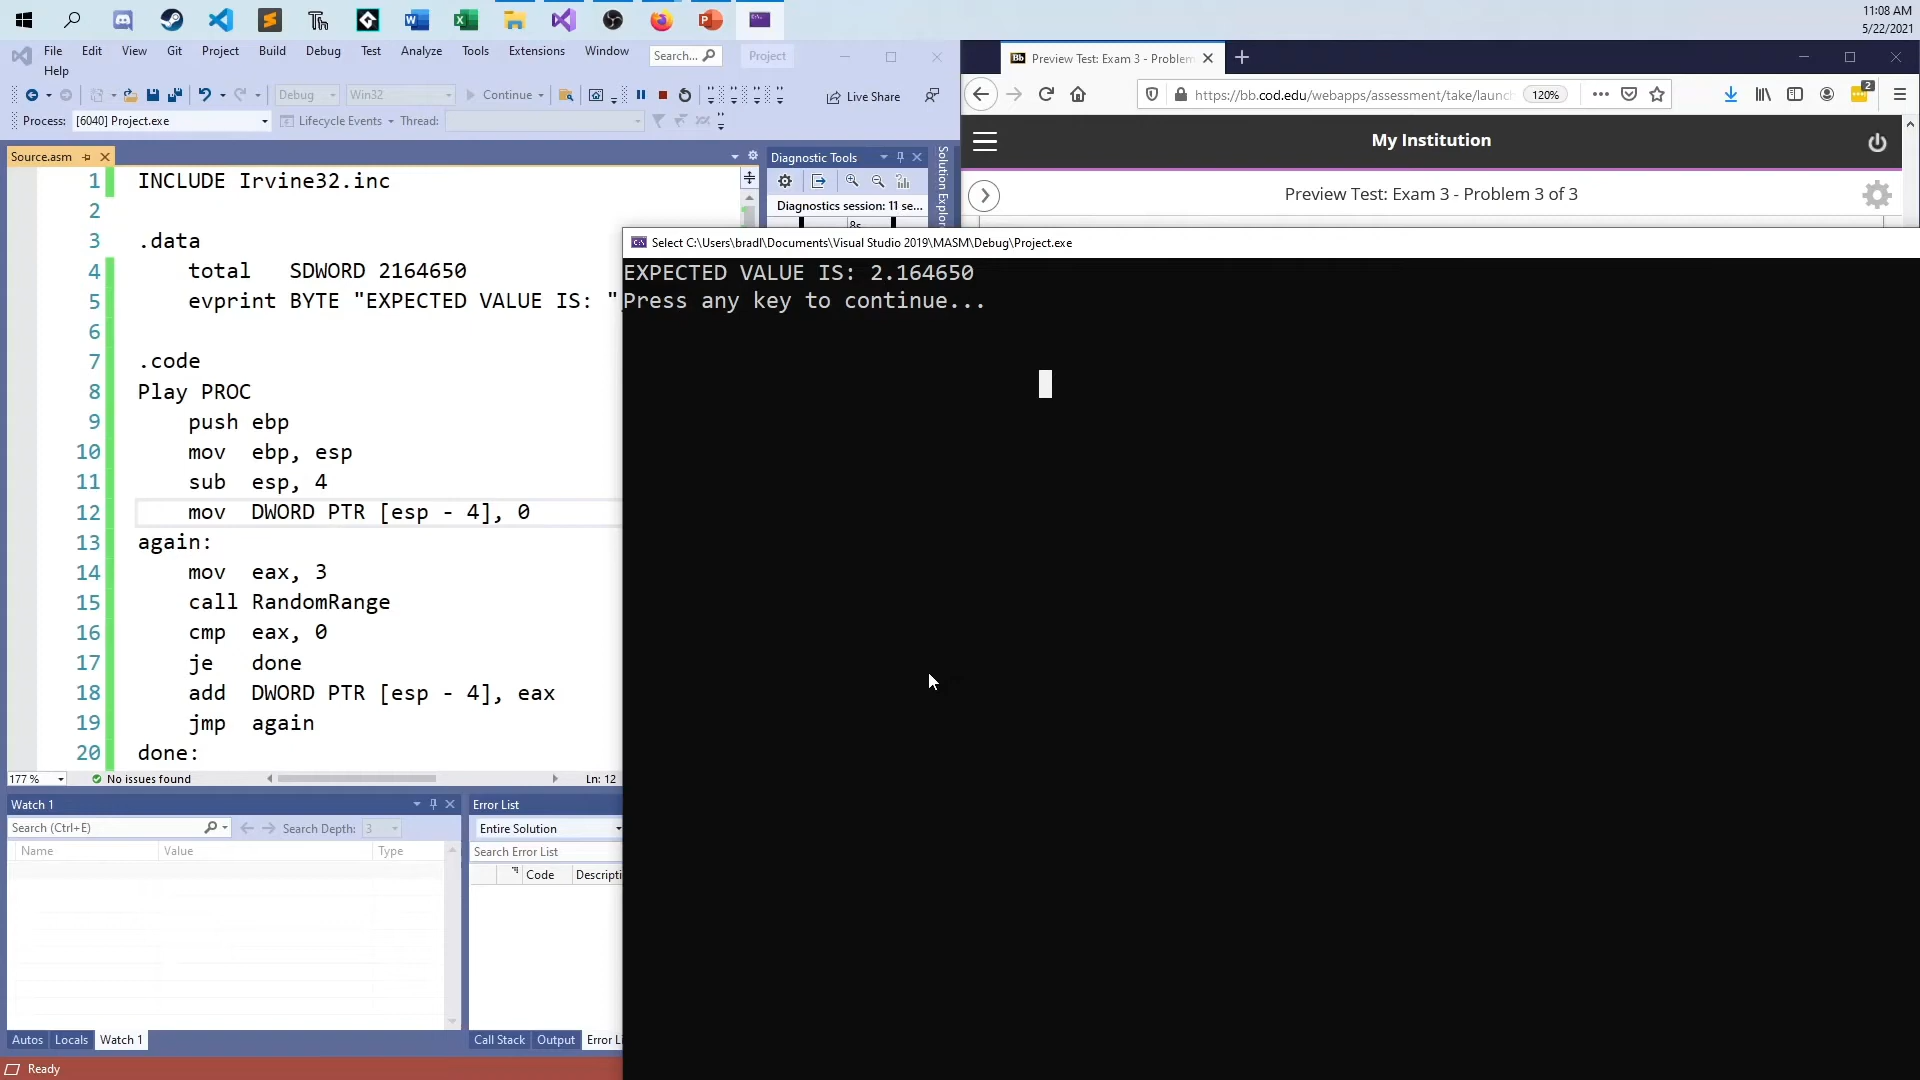 11:08 AM
5/22/2021
File Edit View Git Project Build Debug Test Analyze Tools Extensions Window Search... Project
Help
Debug Win32 Continue Live Share
Process: [6040] Project.exe Lifecycle Events Thread:
Source.asm
1 INCLUDE Irvine32.inc
2
3 .data
4 total SDWORD 2164650
5 evprint BYTE "EXPECTED VALUE IS: "
6
7 .code
8 Play PROC
9 push ebp
10 mov ebp, esp
11 sub esp, 4
12 mov DWORD PTR [esp - 4], 0
13 again:
14 mov eax, 3
15 call RandomRange
16 cmp eax, 0
17 je done
18 add DWORD PTR [esp - 4], eax
19 jmp again
20 done:
177 % No issues found Ln: 12
Diagnostic Tools
Diagnostics session: 11 se...
8s
Solution Explor
Watch 1
Search (Ctrl+E) Search Depth: 3
Name Value Type
Autos Locals Watch 1
Error List
Entire Solution
Search Error List
Code Descripti
Call Stack Output Error Li
Ready
Bb Preview Test: Exam 3 - Problem
https://bb.cod.edu/webapps/assessment/take/launc 120% 2
My Institution
Preview Test: Exam 3 - Problem 3 of 3
Select C:\Users\bradl\Documents\Visual Studio 2019\MASM\Debug\Project.exe
EXPECTED VALUE IS: 2.164650
Press any key to continue...